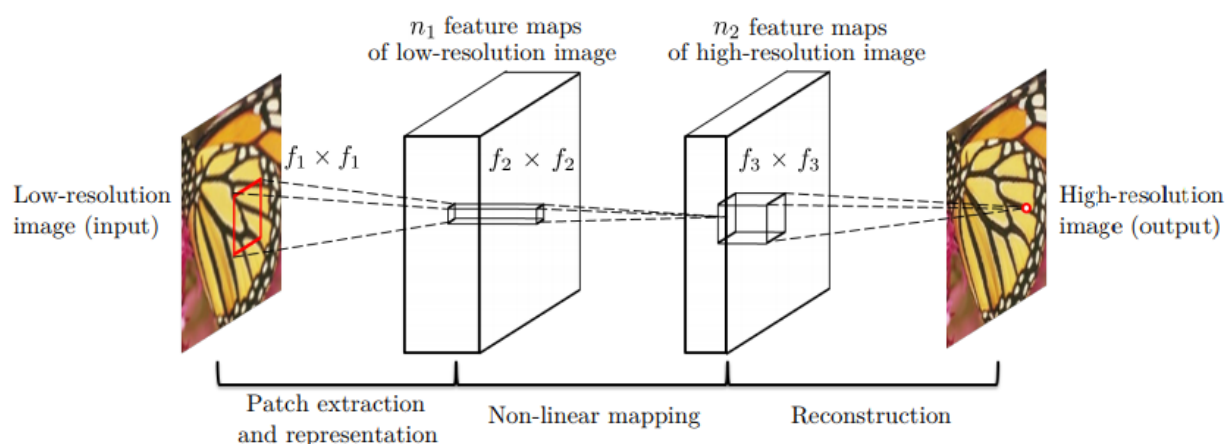 n₁ feature maps
of low-resolution image
n₂ feature maps
of high-resolution image
f₁ × f₁
f₂ × f₂
f₃ × f₃
Low-resolution
image (input)
High-resolution
image (output)
Patch extraction
and representation
Non-linear mapping
Reconstruction